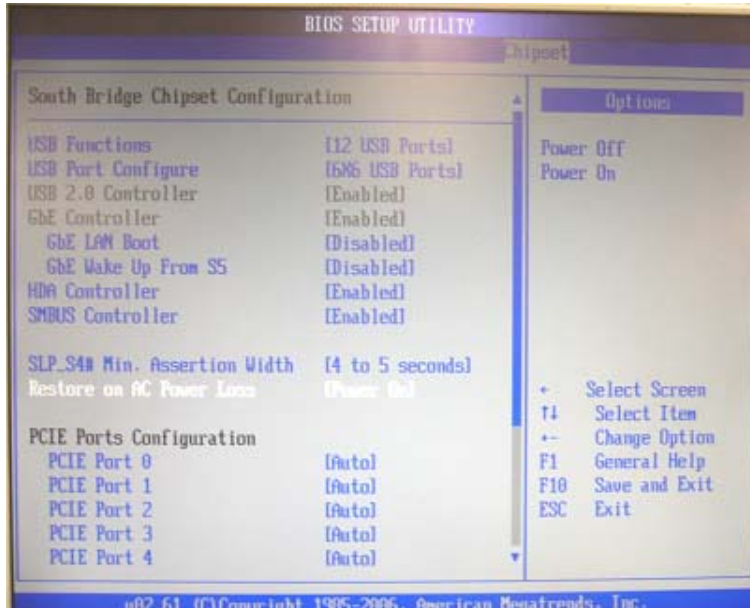 BIOS SETUP UTILITY
Chipset
South Bridge Chipset Configuration
USB Functions [12 USB Ports]
USB Port Configure [6X6 USB Ports]
USB 2.0 Controller [Enabled]
GbE Controller [Enabled]
GbE LAN Boot [Disabled]
GbE Wake Up From S5 [Disabled]
HDA Controller [Enabled]
SMBUS Controller [Enabled]
SLP_S4# Min. Assertion Width [4 to 5 seconds]
Restore on AC Power Loss [Power On]
PCIE Ports Configuration
PCIE Port 0 [Auto]
PCIE Port 1 [Auto]
PCIE Port 2 [Auto]
PCIE Port 3 [Auto]
PCIE Port 4 [Auto]
Options
Power Off
Power On
← Select Screen
↑↓ Select Item
+- Change Option
F1 General Help
F10 Save and Exit
ESC Exit
v02.61 (C)Copyright 1985-2006, American Megatrends, Inc.